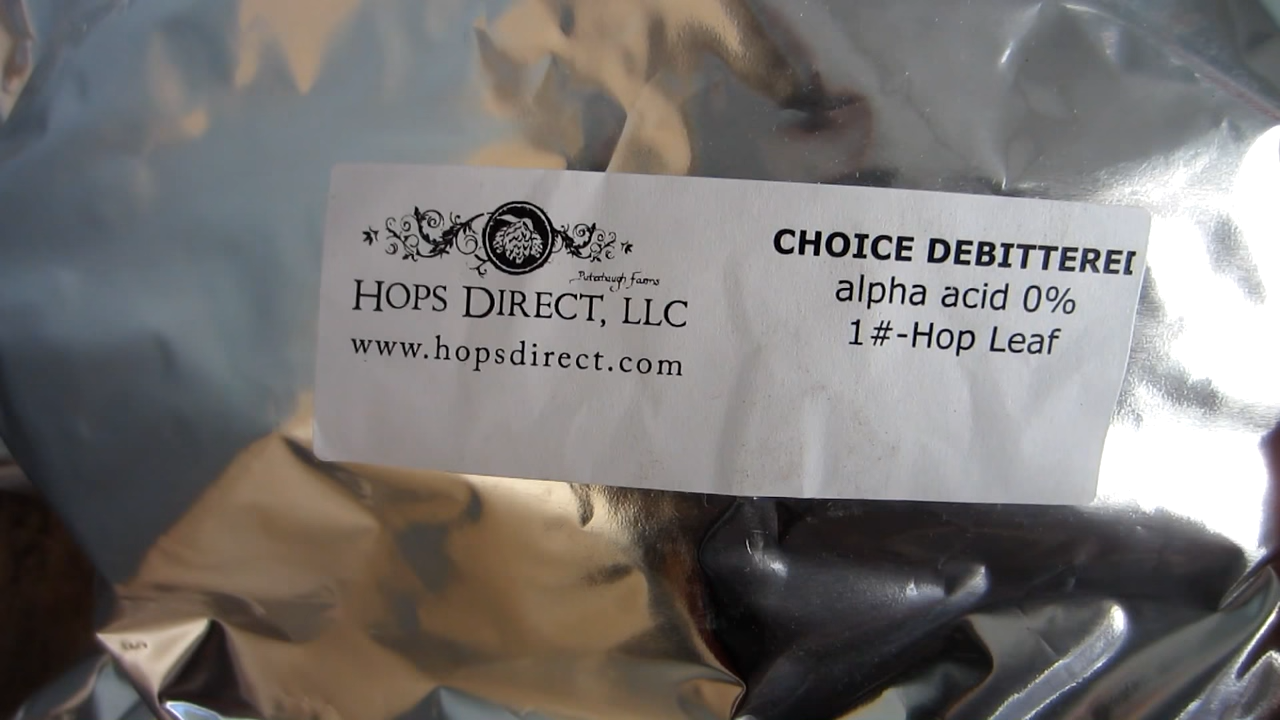 Puterbaugh Farms
HOPS DIRECT, LLC
www.hopsdirect.com
CHOICE DEBITTERED
alpha acid 0%
1#-Hop Leaf